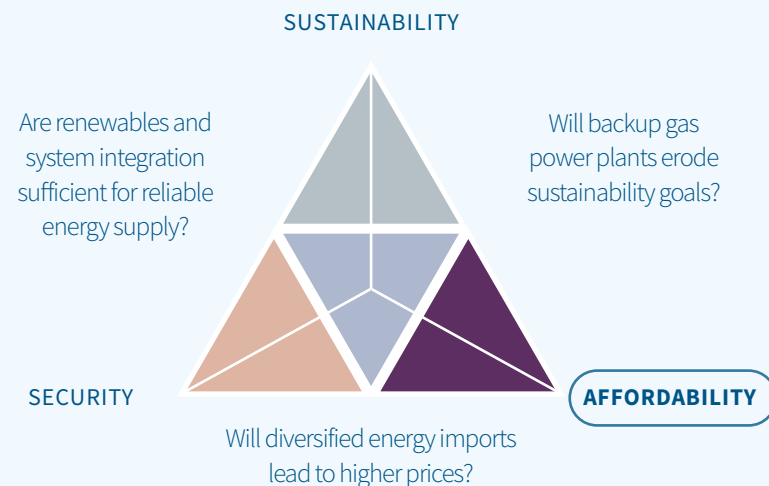 SUSTAINABILITY
Are renewables and
system integration
sufficient for reliable
energy supply?
Will backup gas
power plants erode
sustainability goals?
SECURITY
AFFORDABILITY
Will diversified energy imports
lead to higher prices?